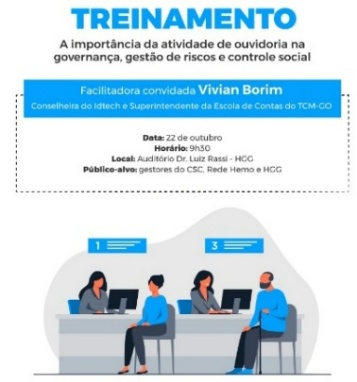 TREINAMENTO
A importância da atividade de ouvidoria na
governança, gestão de riscos e controle social
Facilitadora convidada Vivian Borim
Conselheira do Idtech e Superintendente da Escola de Contas do TCM-GO
Data: 22 de outubro
Horário: 9h30
Local: Auditório Dr. Luiz Rassi - HGG
Público-alvo: gestores do CSC, Rede Hemo e HGG
1
3